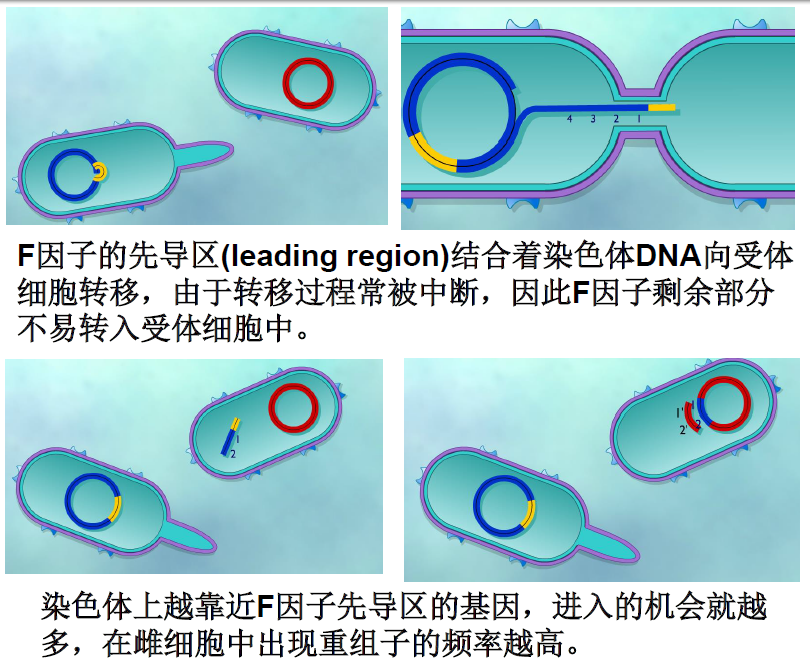 4 3 2 1
F因子的先导区(leading region)结合着染色体DNA向受体
细胞转移，由于转移过程常被中断，因此F因子剩余部分
不易转入受体细胞中。
1
2
1' 1
2' 2
染色体上越靠近F因子先导区的基因，进入的机会就越
多，在雌细胞中出现重组子的频率越高。